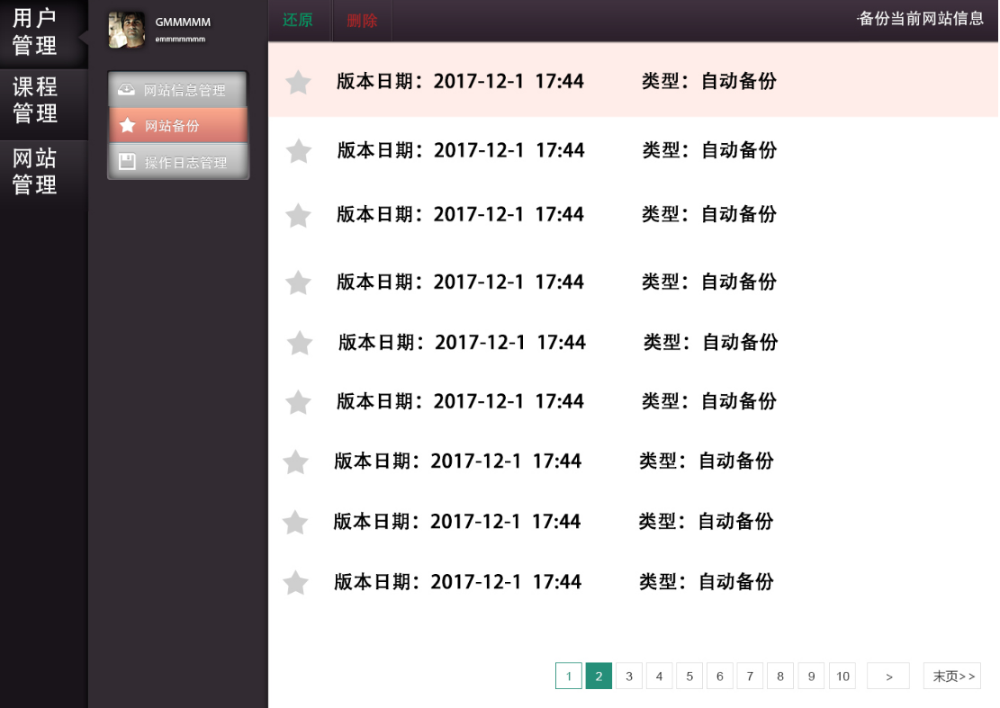 用户
管理
课程
管理
网站
管理
GMMMMM
emmmmmmm
网站信息管理
网站备份
操作日志管理
还原 删除 ·备份当前网站信息
版本日期：2017-12-1 17:44 类型：自动备份
版本日期：2017-12-1 17:44 类型：自动备份
版本日期：2017-12-1 17:44 类型：自动备份
版本日期：2017-12-1 17:44 类型：自动备份
版本日期：2017-12-1 17:44 类型：自动备份
版本日期：2017-12-1 17:44 类型：自动备份
版本日期：2017-12-1 17:44 类型：自动备份
版本日期：2017-12-1 17:44 类型：自动备份
版本日期：2017-12-1 17:44 类型：自动备份
1 2 3 4 5 6 7 8 9 10 > 末页>>